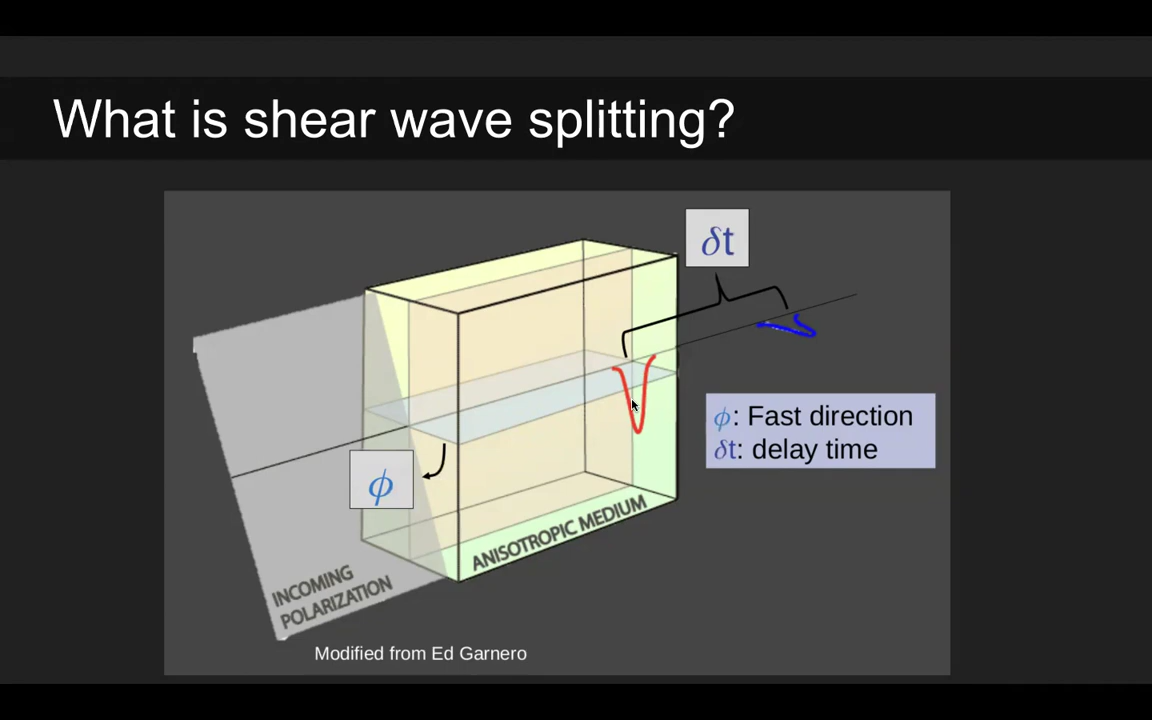 What is shear wave splitting?
δt
ϕ: Fast direction
δt: delay time
ϕ
ANISOTROPIC MEDIUM
INCOMING
POLARIZATION
Modified from Ed Garnero